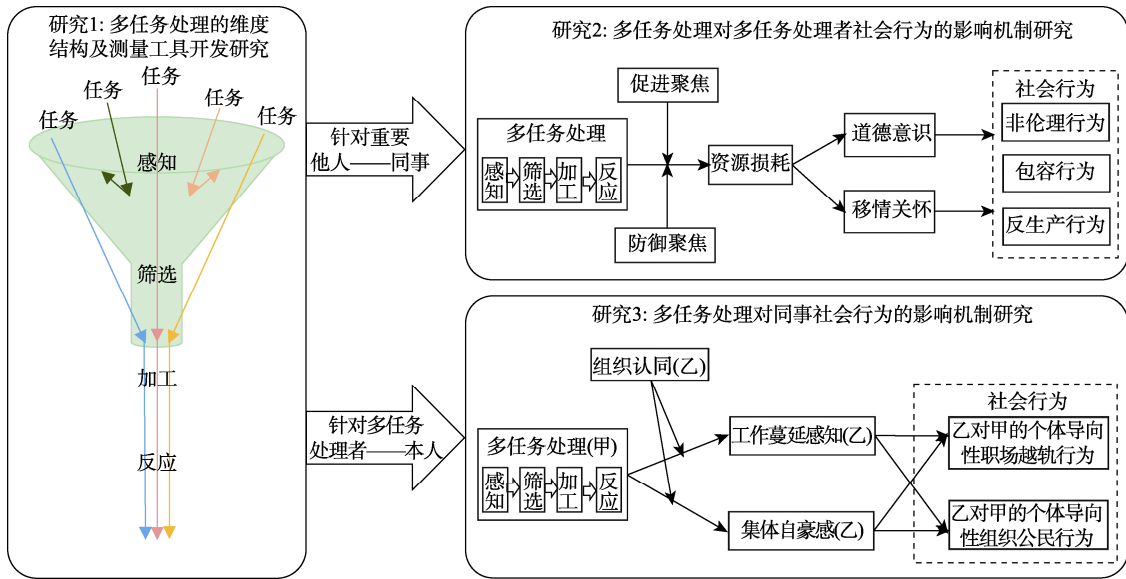 研究1: 多任务处理的维度
结构及测量工具开发研究
任务
任务
任务
任务
任务
感知
筛选
加工
反应
针对重要
他人——同事
针对多任务
处理者——本人
研究2: 多任务处理对多任务处理者社会行为的影响机制研究
促进聚焦
多任务处理
感知
筛选
加工
反应
防御聚焦
资源损耗
道德意识
移情关怀
社会行为
非伦理行为
包容行为
反生产行为
研究3: 多任务处理对同事社会行为的影响机制研究
组织认同(乙)
多任务处理(甲)
感知
筛选
加工
反应
工作蔓延感知(乙)
集体自豪感(乙)
社会行为
乙对甲的个体导向
性职场越轨行为
乙对甲的个体导向
性组织公民行为